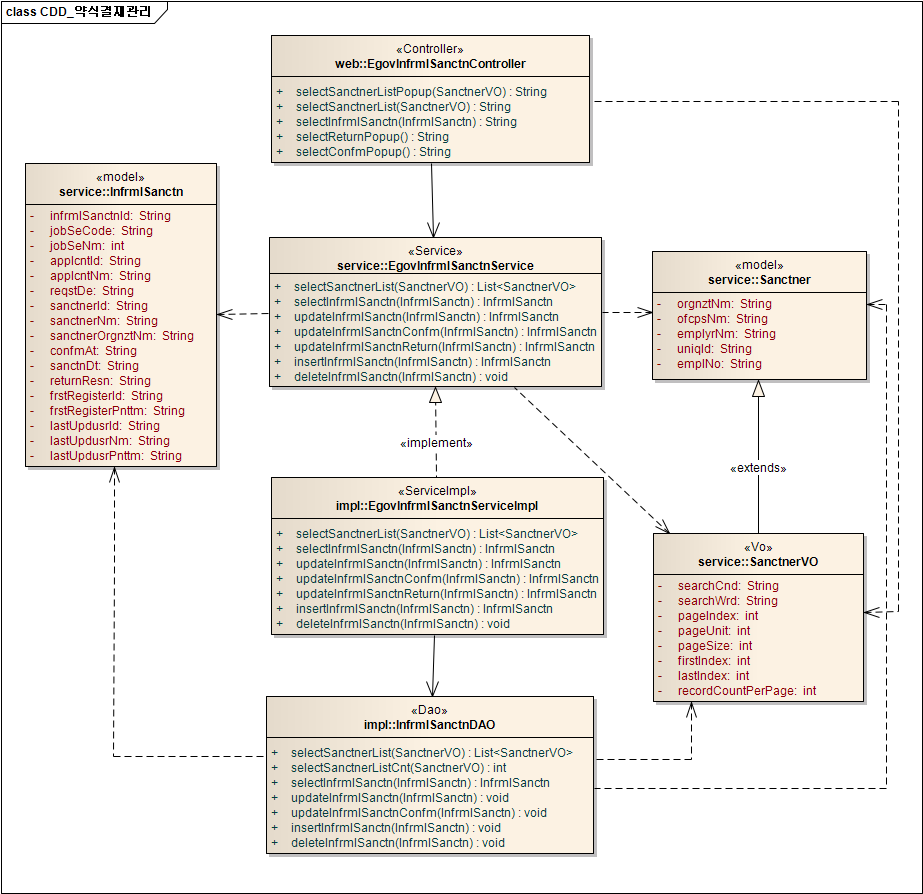 class CDD_약식결재관리
«Controller»
web::EgovInfrmlSanctnController
+ selectSanctnerListPopup(SanctnerVO) : String
+ selectSanctnerList(SanctnerVO) : String
+ selectInfrmlSanctn(InfrmlSanctn) : String
+ selectReturnPopup() : String
+ selectConfmPopup() : String
«model»
service::InfrmlSanctn
- infrmlSanctnId: String
- jobSeCode: String
- jobSeNm: int
- applcntId: String
- applcntNm: String
- reqstDe: String
- sanctnerId: String
- sanctnerNm: String
- sanctnerOrgnztNm: String
- confmAt: String
- sanctnDt: String
- returnResn: String
- frstRegisterId: String
- frstRegisterPnttm: String
- lastUpdusrId: String
- lastUpdusrNm: String
- lastUpdusrPnttm: String
«Service»
service::EgovInfrmlSanctnService
+ selectSanctnerList(SanctnerVO) : List<SanctnerVO>
+ selectInfrmlSanctn(InfrmlSanctn) : InfrmlSanctn
+ updateInfrmlSanctn(InfrmlSanctn) : InfrmlSanctn
+ updateInfrmlSanctnConfm(InfrmlSanctn) : InfrmlSanctn
+ updateInfrmlSanctnReturn(InfrmlSanctn) : InfrmlSanctn
+ insertInfrmlSanctn(InfrmlSanctn) : InfrmlSanctn
+ deleteInfrmlSanctn(InfrmlSanctn) : void
«model»
service::Sanctner
- orgnztNm: String
- ofcpsNm: String
- emplyrNm: String
- uniqId: String
- emplNo: String
«implement»
«extends»
«ServiceImpl»
impl::EgovInfrmlSanctnServiceImpl
+ selectSanctnerList(SanctnerVO) : List<SanctnerVO>
+ selectInfrmlSanctn(InfrmlSanctn) : InfrmlSanctn
+ updateInfrmlSanctn(InfrmlSanctn) : InfrmlSanctn
+ updateInfrmlSanctnConfm(InfrmlSanctn) : InfrmlSanctn
+ updateInfrmlSanctnReturn(InfrmlSanctn) : InfrmlSanctn
+ insertInfrmlSanctn(InfrmlSanctn) : InfrmlSanctn
+ deleteInfrmlSanctn(InfrmlSanctn) : void
«Vo»
service::SanctnerVO
- searchCnd: String
- searchWrd: String
- pageIndex: int
- pageUnit: int
- pageSize: int
- firstIndex: int
- lastIndex: int
- recordCountPerPage: int
«Dao»
impl::InfrmlSanctnDAO
+ selectSanctnerList(SanctnerVO) : List<SanctnerVO>
+ selectSanctnerListCnt(SanctnerVO) : int
+ selectInfrmlSanctn(InfrmlSanctn) : InfrmlSanctn
+ updateInfrmlSanctn(InfrmlSanctn) : void
+ updateInfrmlSanctnConfm(InfrmlSanctn) : void
+ insertInfrmlSanctn(InfrmlSanctn) : void
+ deleteInfrmlSanctn(InfrmlSanctn) : void